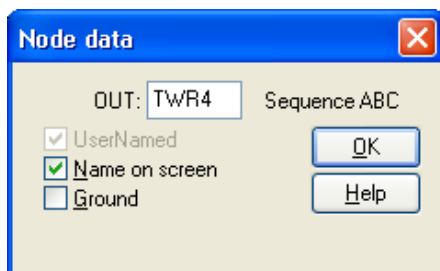 Node data
OUT: TWR4 Sequence ABC
UserNamed
OK
Name on screen
Ground
Help